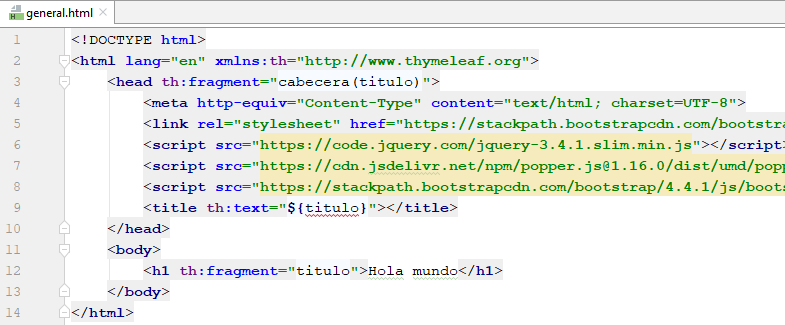 general.html
1 <!DOCTYPE html>
2 <html lang="en" xmlns:th="http://www.thymeleaf.org">
3 <head th:fragment="cabecera(titulo)">
4 <meta http-equiv="Content-Type" content="text/html; charset=UTF-8">
5 <link rel="stylesheet" href="https://stackpath.bootstrapcdn.com/bootstra
6 <script src="https://code.jquery.com/jquery-3.4.1.slim.min.js"></script
7 <script src="https://cdn.jsdelivr.net/npm/popper.js@1.16.0/dist/umd/popp
8 <script src="https://stackpath.bootstrapcdn.com/bootstrap/4.4.1/js/boots
9 <title th:text="${titulo}"></title>
10 </head>
11 <body>
12 <h1 th:fragment="titulo">Hola mundo</h1>
13 </body>
14 </html>